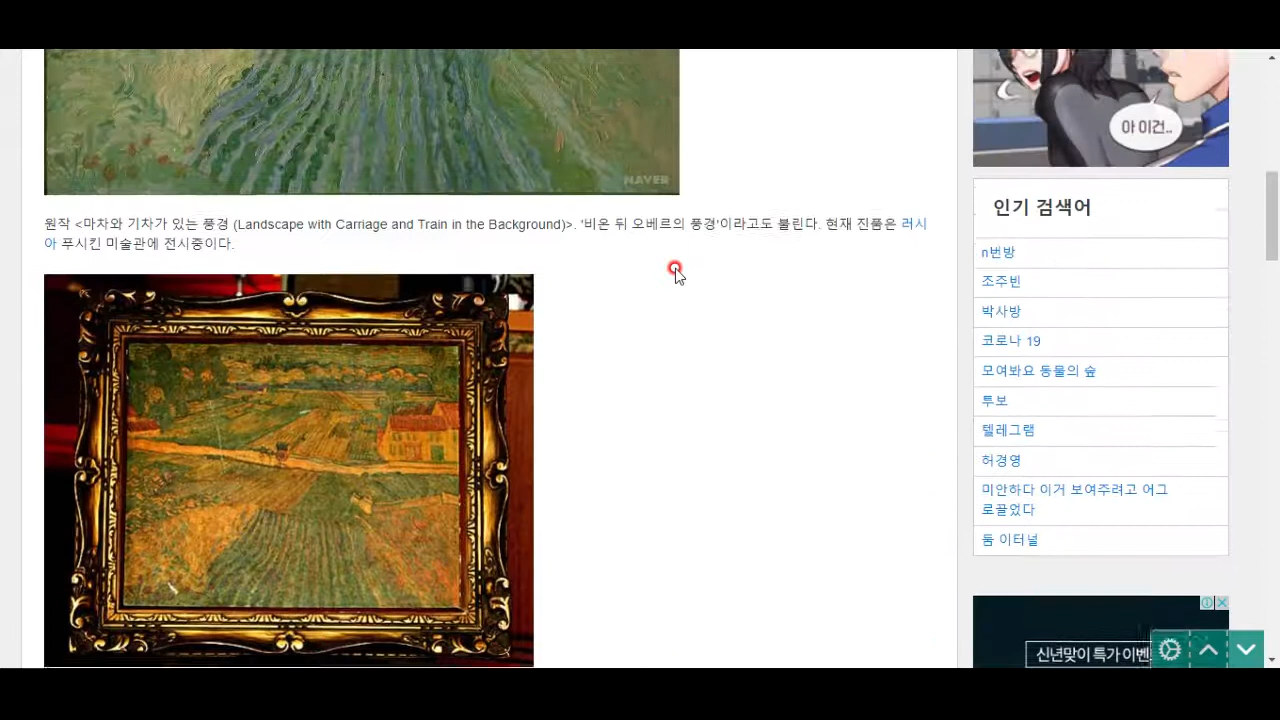 NAVER
원작 <마차와 기차가 있는 풍경 (Landscape with Carriage and Train in the Background)>. '비온 뒤 오베르의 풍경'이라고도 불린다. 현재 진품은 러시
아 푸시킨 미술관에 전시중이다.
아 이건..
인기 검색어
n번방
조주빈
박사방
코로나 19
모여봐요 동물의 숲
투보
텔레그램
허경영
미안하다 이거 보여주려고 어그
로끌었다
둠 이터널
신년맞이 특가 이벤